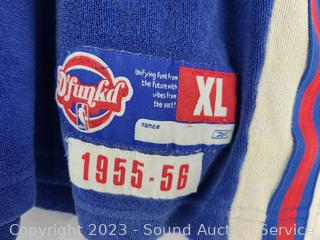 Dfunkd
Unifying funk from
the future with
vibes from
the past!
XL
name:
1955-56
Copyright 2023 - Sound Auction Service